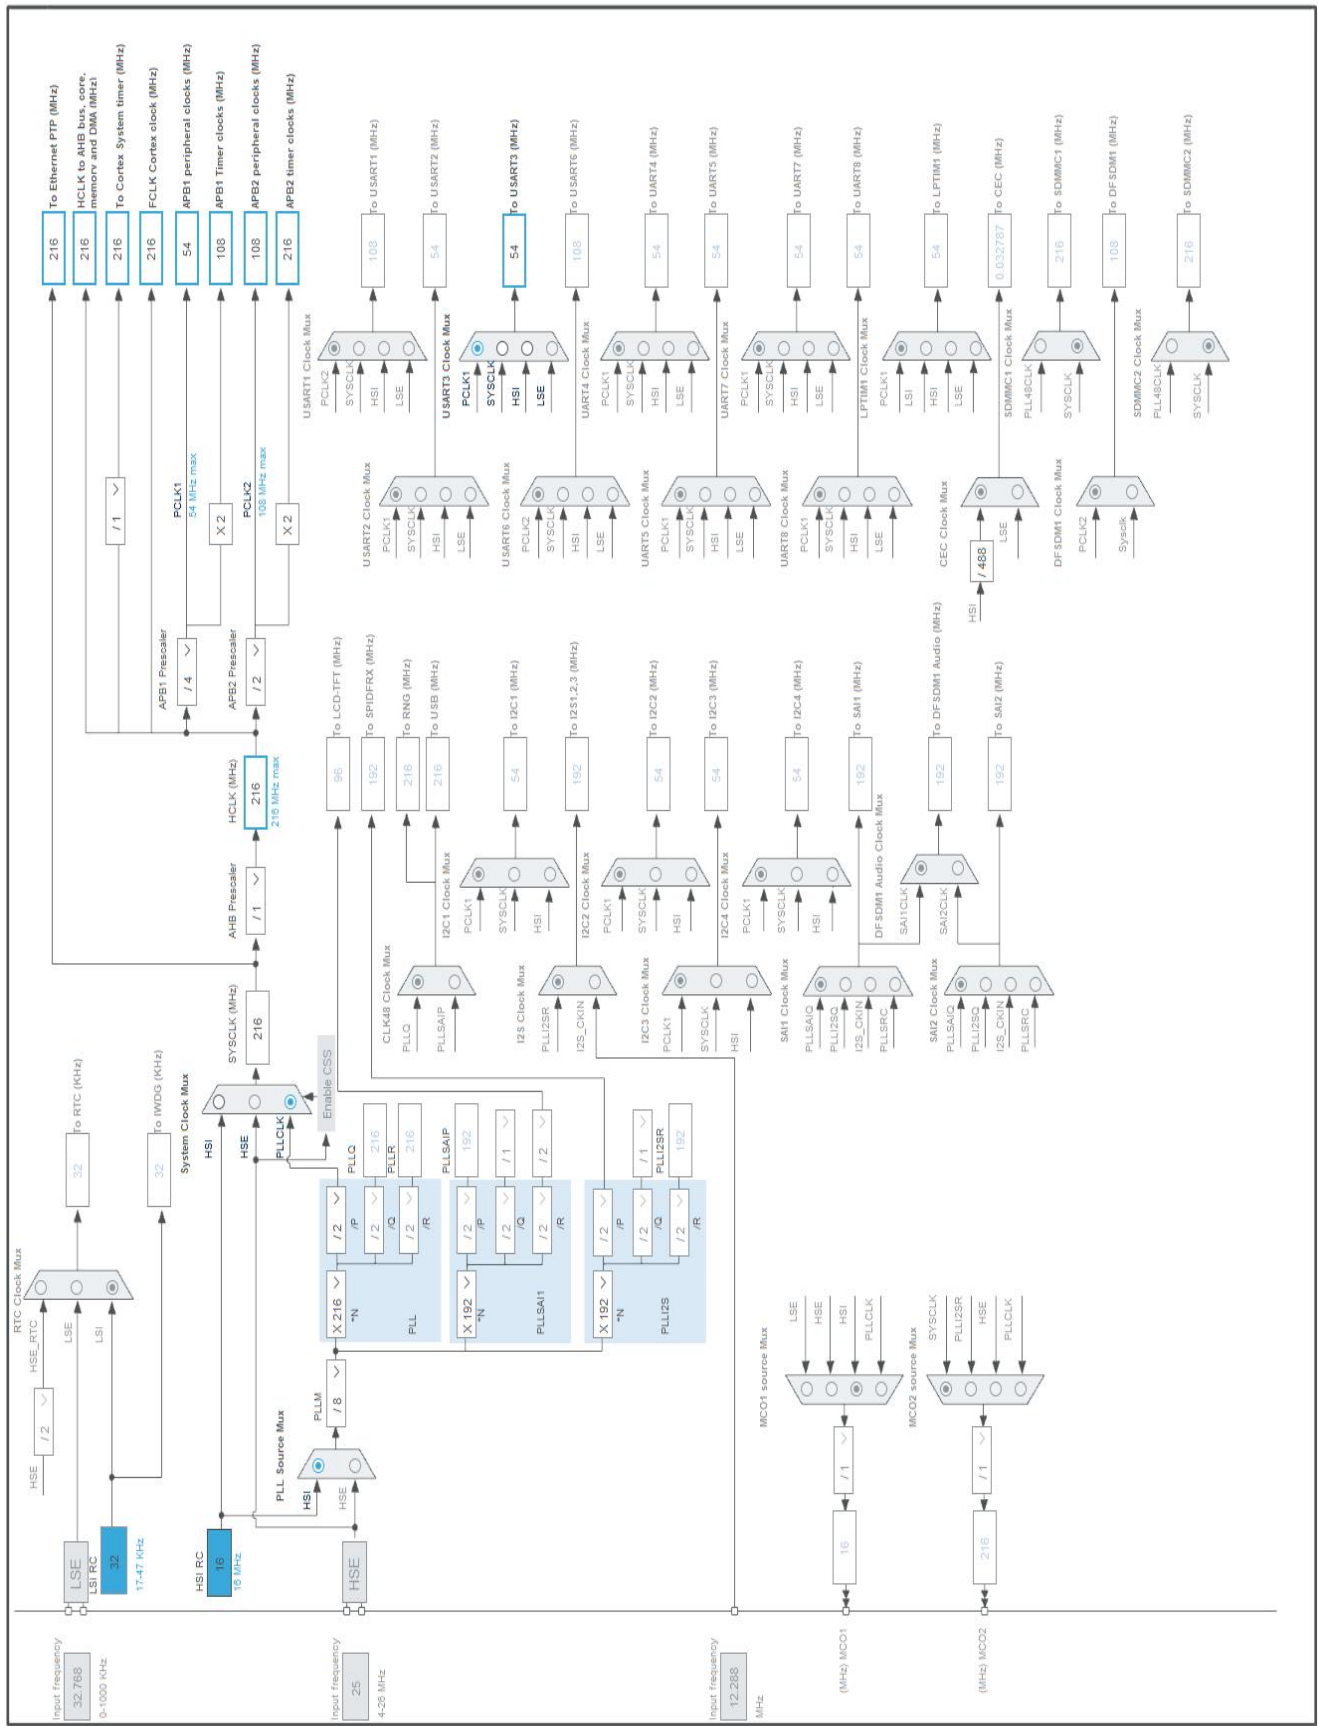 Input frequency
32.768
0-1000 KHz
LSE
LSI RC
32
17-47 KHz
HSE
/ 2
HSE_RTC
LSE
LSI
RTC Clock Mux
32
To RTC (KHz)
32
To IWDG (KHz)
HSI RC
16
16 MHz
Input frequency
25
4-26 MHz
HSE
PLL Source Mux
HSI
HSE
PLLM
/ 8
X 216
*N
PLL
/ 2
/P
/ 2
/Q
/ 2
/R
PLLQ
216
PLLR
216
X 192
*N
PLLSAI1
/ 2
/P
/ 2
/Q
/ 2
/R
PLLSAIP
192
/ 1
/ 2
X 192
*N
PLLI2S
/ 2
/P
/ 2
/Q
/ 2
/R
/ 1
PLLI2SR
192
System Clock Mux
HSI
HSE
PLLCLK
Enable CSS
SYSCLK (MHz)
216
AHB Prescaler
/ 1
HCLK (MHz)
216
216 MHz max
APB1 Prescaler
/ 4
APB2 Prescaler
/ 2
/ 1
PCLK1
54 MHz max
X 2
PCLK2
108 MHz max
X 2
216
To Ethernet PTP (MHz)
216
HCLK to AHB bus, core,
memory and DMA (MHz)
216
To Cortex System timer (MHz)
216
FCLK Cortex clock (MHz)
54
APB1 peripheral clocks (MHz)
108
APB1 Timer clocks (MHz)
108
APB2 peripheral clocks (MHz)
216
APB2 timer clocks (MHz)
96
To LCD-TFT (MHz)
192
To SPIDFRX (MHz)
216
To RNG (MHz)
216
To USB (MHz)
CLK48 Clock Mux
PLLQ
PLLSAIP
I2C1 Clock Mux
PCLK1
SYSCLK
HSI
54
To I2C1 (MHz)
I2S Clock Mux
PLLI2SR
I2S_CKIN
192
To I2S1,2,3 (MHz)
I2C2 Clock Mux
PCLK1
SYSCLK
HSI
54
To I2C2 (MHz)
I2C3 Clock Mux
PCLK1
SYSCLK
HSI
54
To I2C3 (MHz)
I2C4 Clock Mux
PCLK1
SYSCLK
HSI
54
To I2C4 (MHz)
SAI1 Clock Mux
PLLSAIQ
PLLI2SQ
I2S_CKIN
PLLSRC
192
To SAI1 (MHz)
DFSDM1 Audio Clock Mux
SAI1CLK
SAI2CLK
192
To DFSDM1 Audio (MHz)
SAI2 Clock Mux
PLLSAIQ
PLLI2SQ
I2S_CKIN
PLLSRC
192
To SAI2 (MHz)
USART1 Clock Mux
PCLK2
SYSCLK
HSI
LSE
108
To USART1 (MHz)
USART2 Clock Mux
PCLK1
SYSCLK
HSI
LSE
54
To USART2 (MHz)
USART3 Clock Mux
PCLK1
SYSCLK
HSI
LSE
54
To USART3 (MHz)
USART6 Clock Mux
PCLK2
SYSCLK
HSI
LSE
108
To USART6 (MHz)
UART4 Clock Mux
PCLK1
SYSCLK
HSI
LSE
54
To UART4 (MHz)
UART5 Clock Mux
PCLK1
SYSCLK
HSI
LSE
54
To UART5 (MHz)
UART7 Clock Mux
PCLK1
SYSCLK
HSI
LSE
54
To UART7 (MHz)
UART8 Clock Mux
PCLK1
SYSCLK
HSI
LSE
54
To UART8 (MHz)
LPTIM1 Clock Mux
PCLK1
LSI
HSI
LSE
54
To LPTIM1 (MHz)
CEC Clock Mux
HSI
/ 488
LSE
0.032787
To CEC (MHz)
SDMMC1 Clock Mux
PLL48CLK
SYSCLK
216
To SDMMC1 (MHz)
DFSDM1 Clock Mux
PCLK2
Sysclk
108
To DFSDM1 (MHz)
SDMMC2 Clock Mux
PLL48CLK
SYSCLK
216
To SDMMC2 (MHz)
Input frequency
12.288
MHz
MCO1 source Mux
LSE
HSE
HSI
PLLCLK
/ 1
16
(MHz) MCO1
MCO2 source Mux
SYSCLK
PLLI2SR
HSE
PLLCLK
/ 1
216
(MHz) MCO2